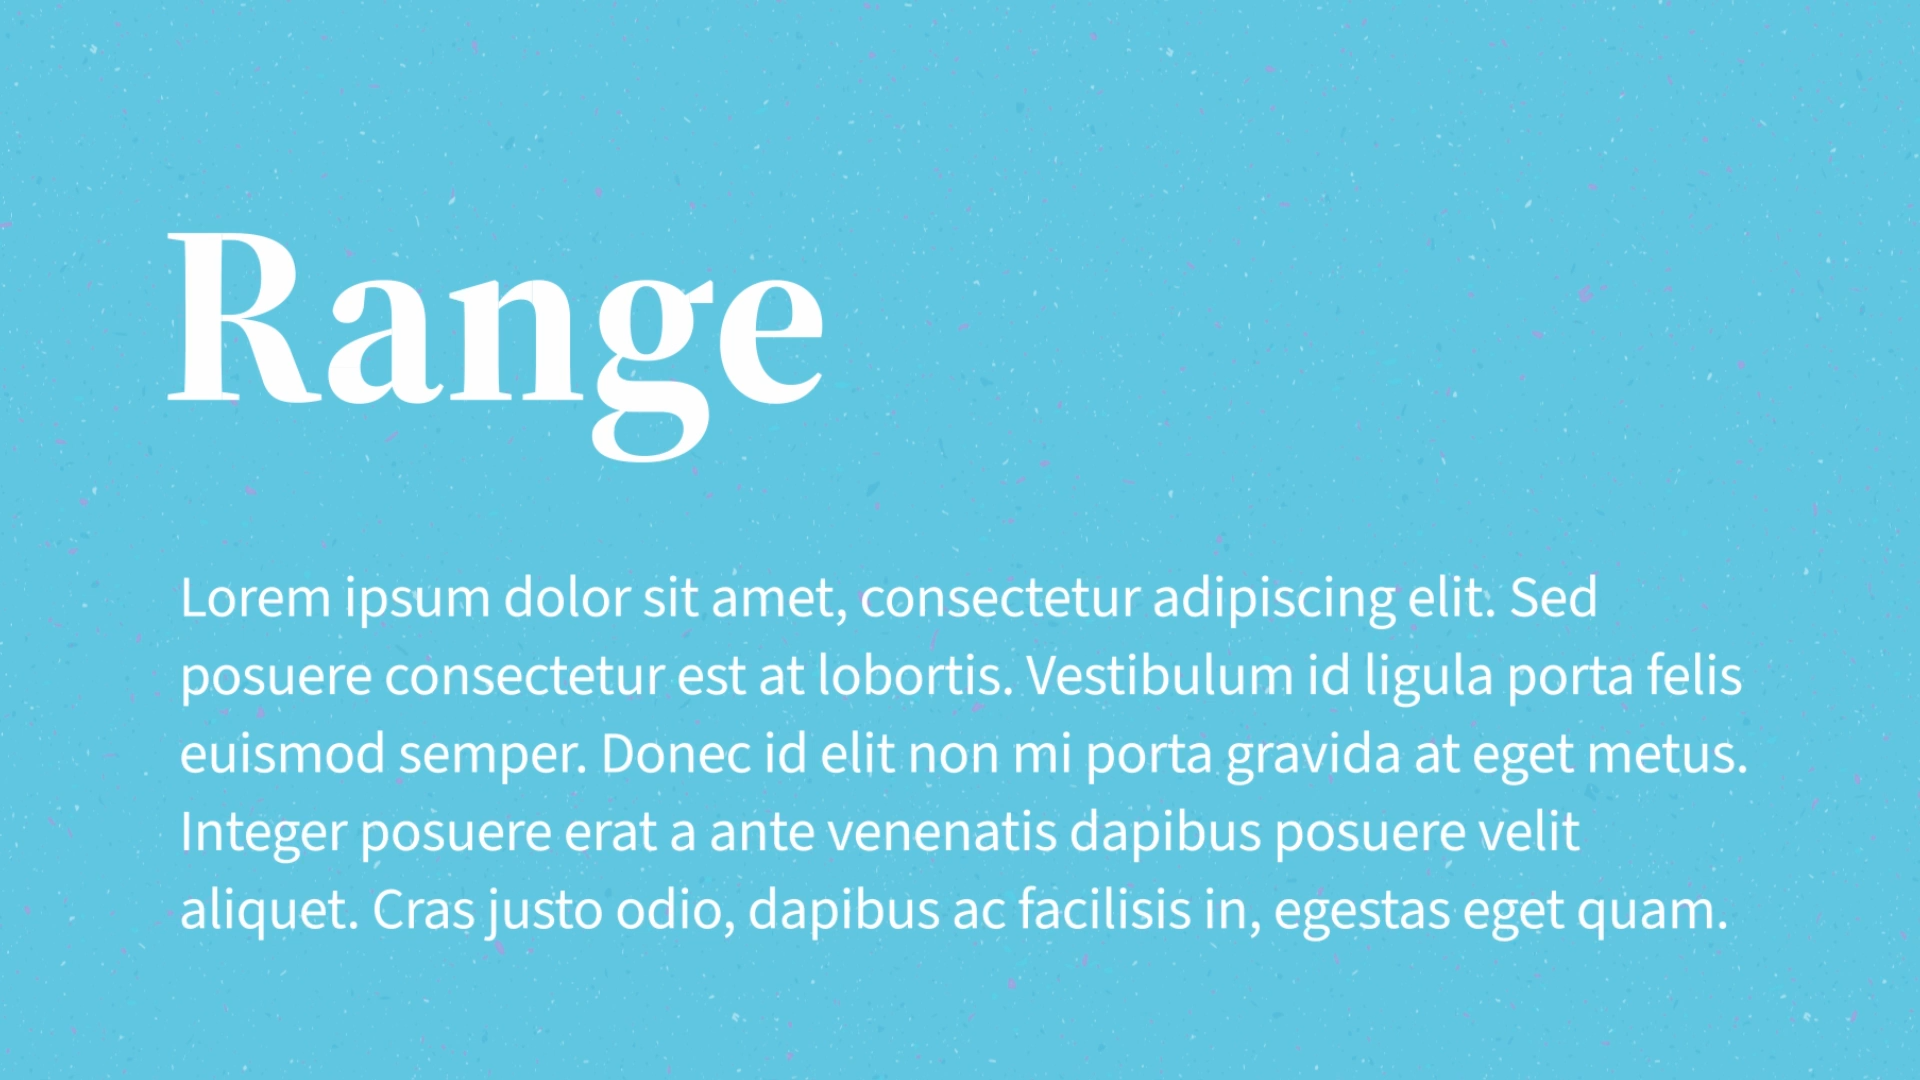 Range
Lorem ipsum dolor sit amet, consectetur adipiscing elit. Sed
posuere consectetur est at lobortis. Vestibulum id ligula porta felis
euismod semper. Donec id elit non mi porta gravida at eget metus.
Integer posuere erat a ante venenatis dapibus posuere velit
aliquet. Cras justo odio, dapibus ac facilisis in, egestas eget quam.